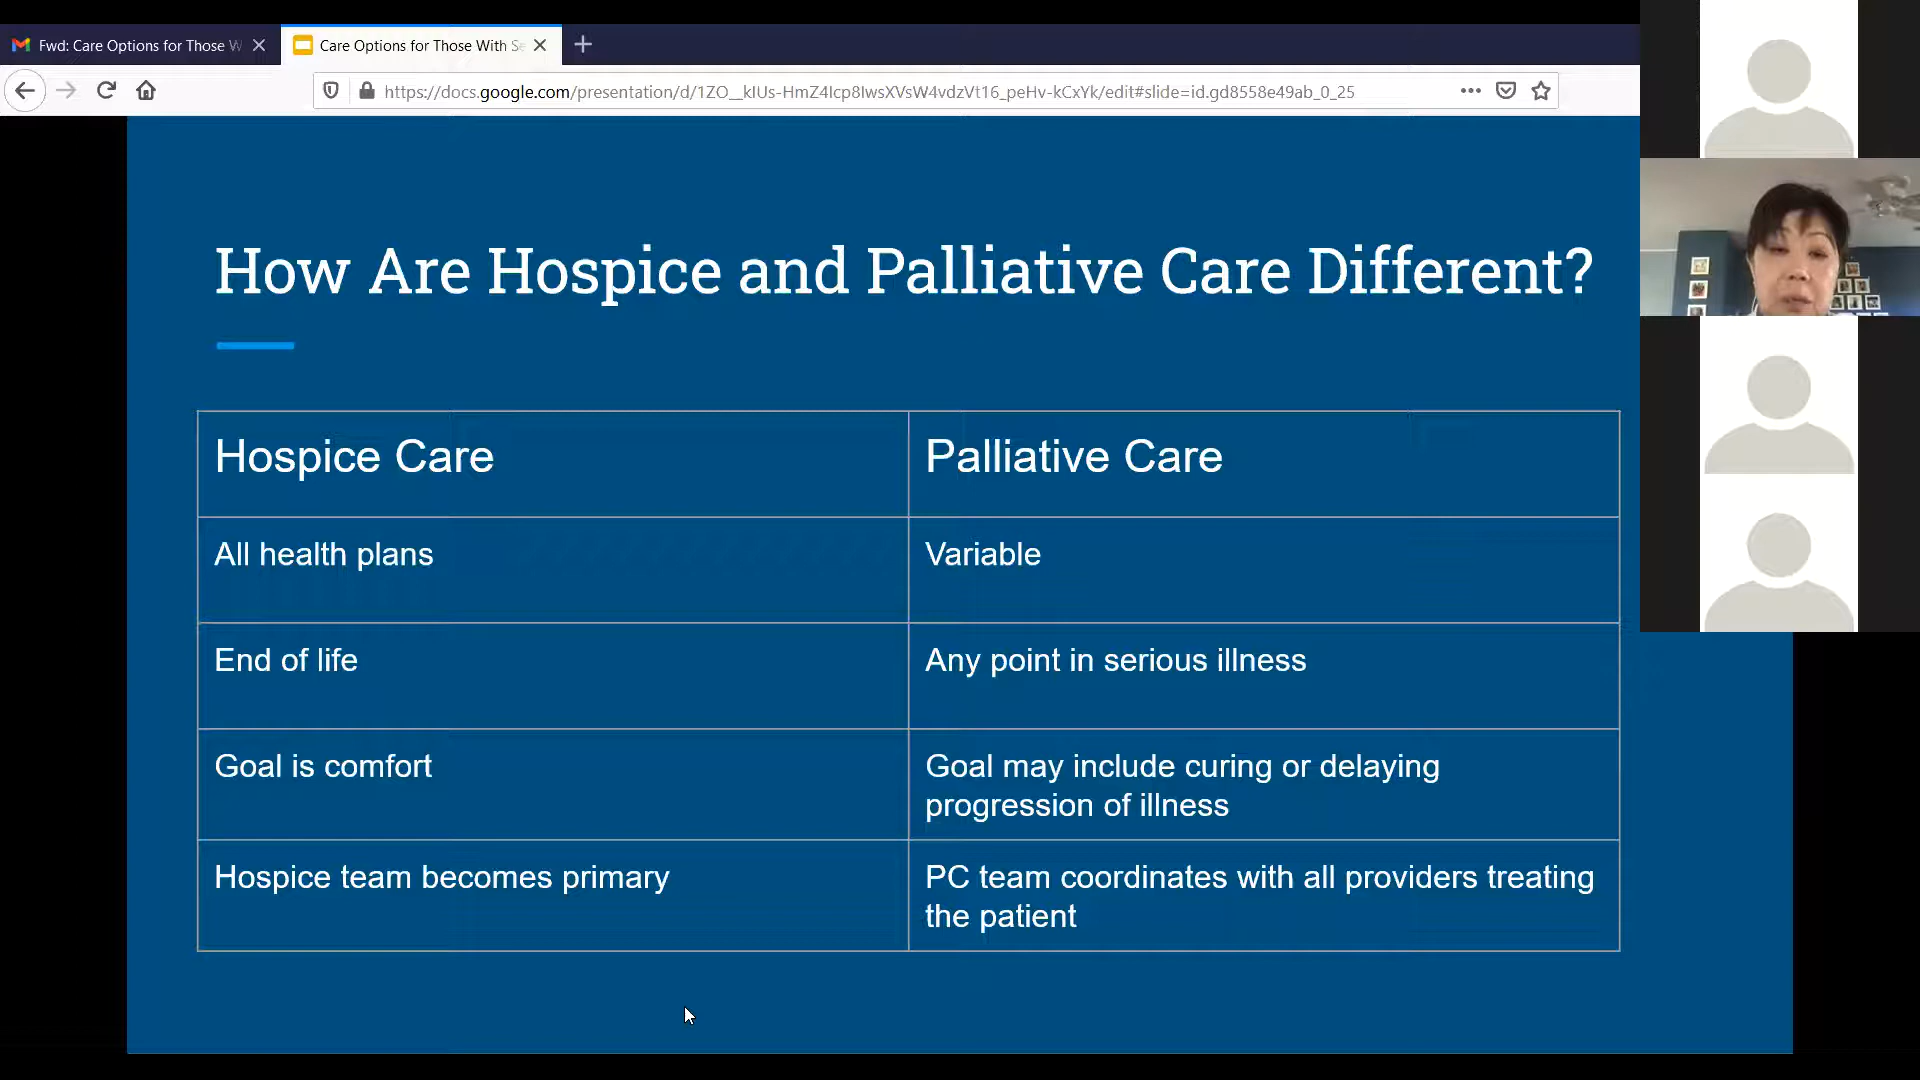 Fwd: Care Options for Those W
Care Options for Those With Se
https://docs.google.com/presentation/d/1ZO__kIUs-HmZ4Icp8IwsXVsW4vdzVt16_peHv-kCxYk/edit#slide=id.gd8558e49ab_0_25
How Are Hospice and Palliative Care Different?
Hospice Care
Palliative Care
All health plans
Variable
End of life
Any point in serious illness
Goal is comfort
Goal may include curing or delaying
progression of illness
Hospice team becomes primary
PC team coordinates with all providers treating
the patient